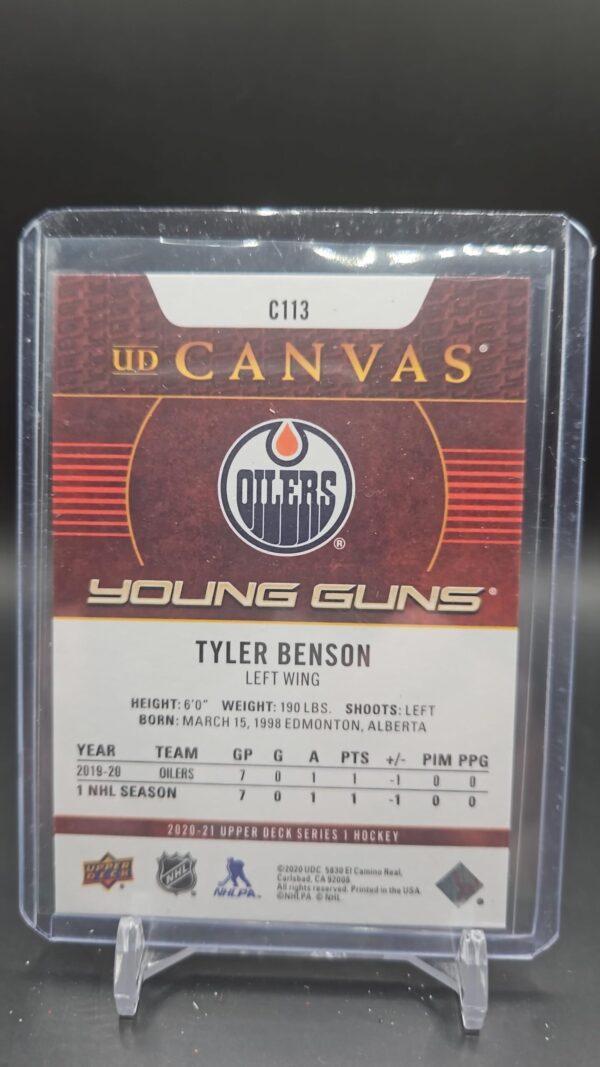 C113
UD CANVAS®
OILERS
®
YOUNG GUNS®
TYLER BENSON
LEFT WING
HEIGHT: 6'0" WEIGHT: 190 LBS. SHOOTS: LEFT
BORN: MARCH 15, 1998 EDMONTON, ALBERTA
YEAR TEAM GP G A PTS +/- PIM PPG
2019-20 OILERS 7 0 1 1 -1 0 0
1 NHL SEASON 7 0 1 1 -1 0 0
2020-21 UPPER DECK SERIES 1 HOCKEY
UPPER DECK
NHL
NHLPA
©2020 UDC. 5830 El Camino Real,
Carlsbad, CA 92008
All rights reserved. Printed in the USA
©NHLPA © NHL